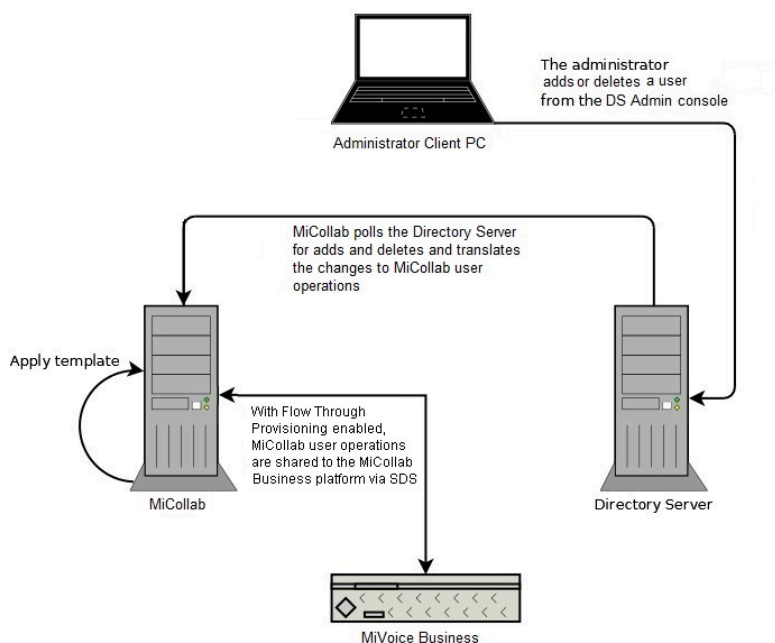 The administrator
adds or deletes a user
from the DS Admin console
Administrator Client PC
MiCollab polls the Directory Server
for adds and deletes and translates
the changes to MiCollab user
operations
Apply template
With Flow Through
Provisioning enabled,
MiCollab user operations
are shared to the MiCollab
Business platform via SDS
MiCollab
Directory Server
MiVoice Business